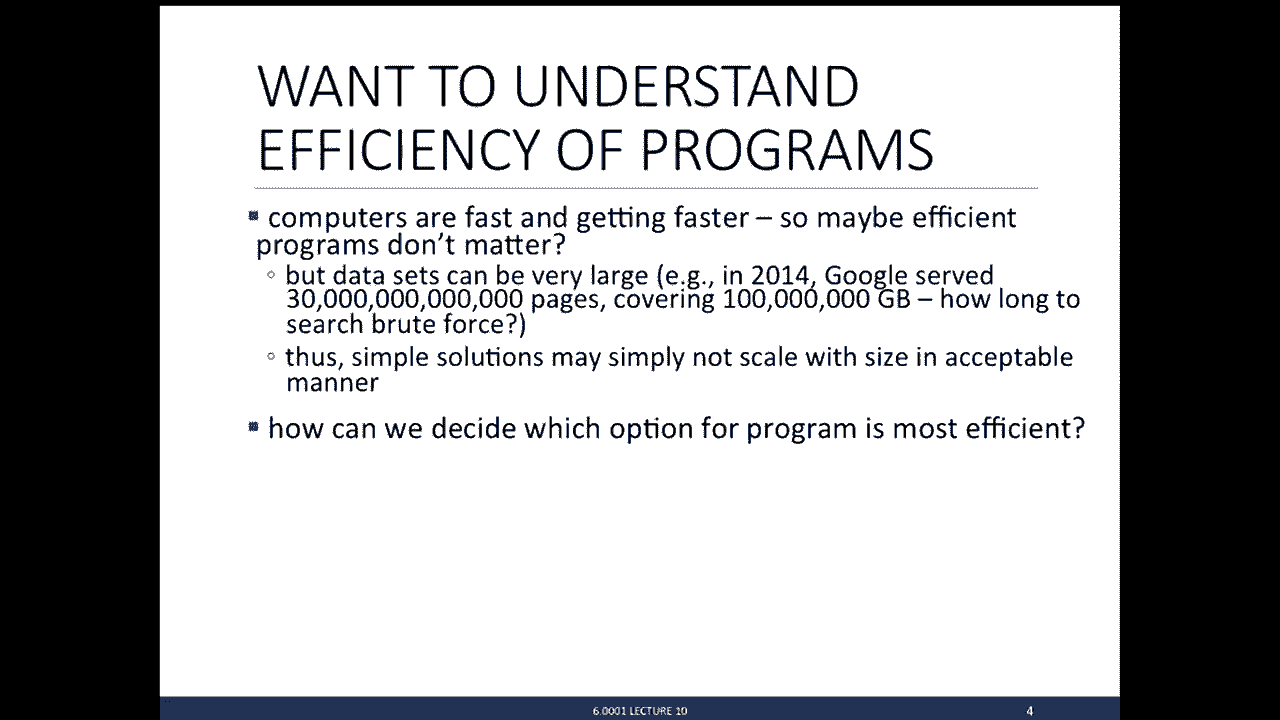 WANT TO UNDERSTAND
EFFICIENCY OF PROGRAMS
▪ computers are fast and getting faster – so maybe efficient
programs don’t matter?
◦ but data sets can be very large (e.g., in 2014, Google served
30,000,000,000,000 pages, covering 100,000,000 GB – how long to
search brute force?)
◦ thus, simple solutions may simply not scale with size in acceptable
manner
▪ how can we decide which option for program is most efficient?
6.0001 LECTURE 10
4